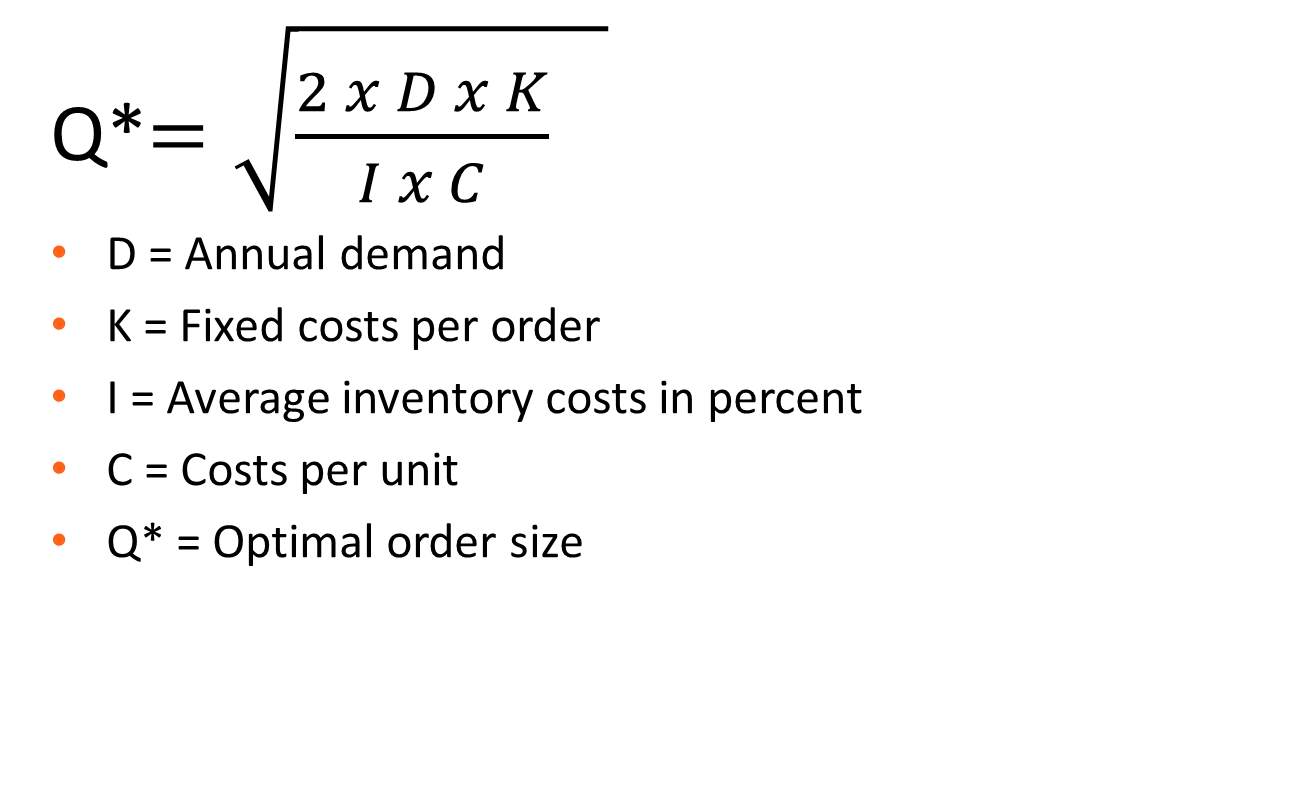 Q*= √(2 x D x K / I x C)
• D = Annual demand
• K = Fixed costs per order
• I = Average inventory costs in percent
• C = Costs per unit
• Q* = Optimal order size